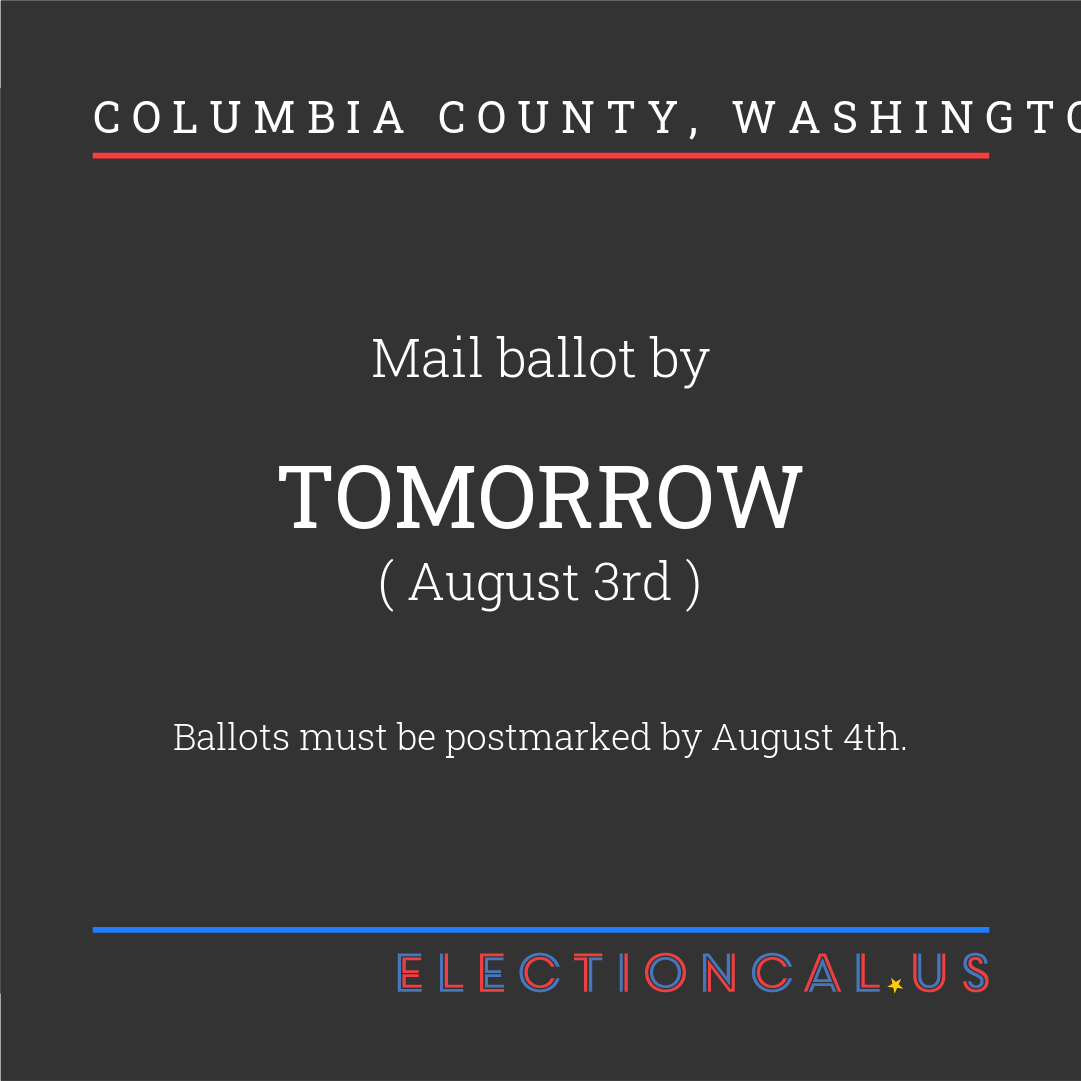 COLUMBIA COUNTY, WASHINGTO
Mail ballot by
TOMORROW
( August 3rd )
Ballots must be postmarked by August 4th.
ELECTIONCAL.US